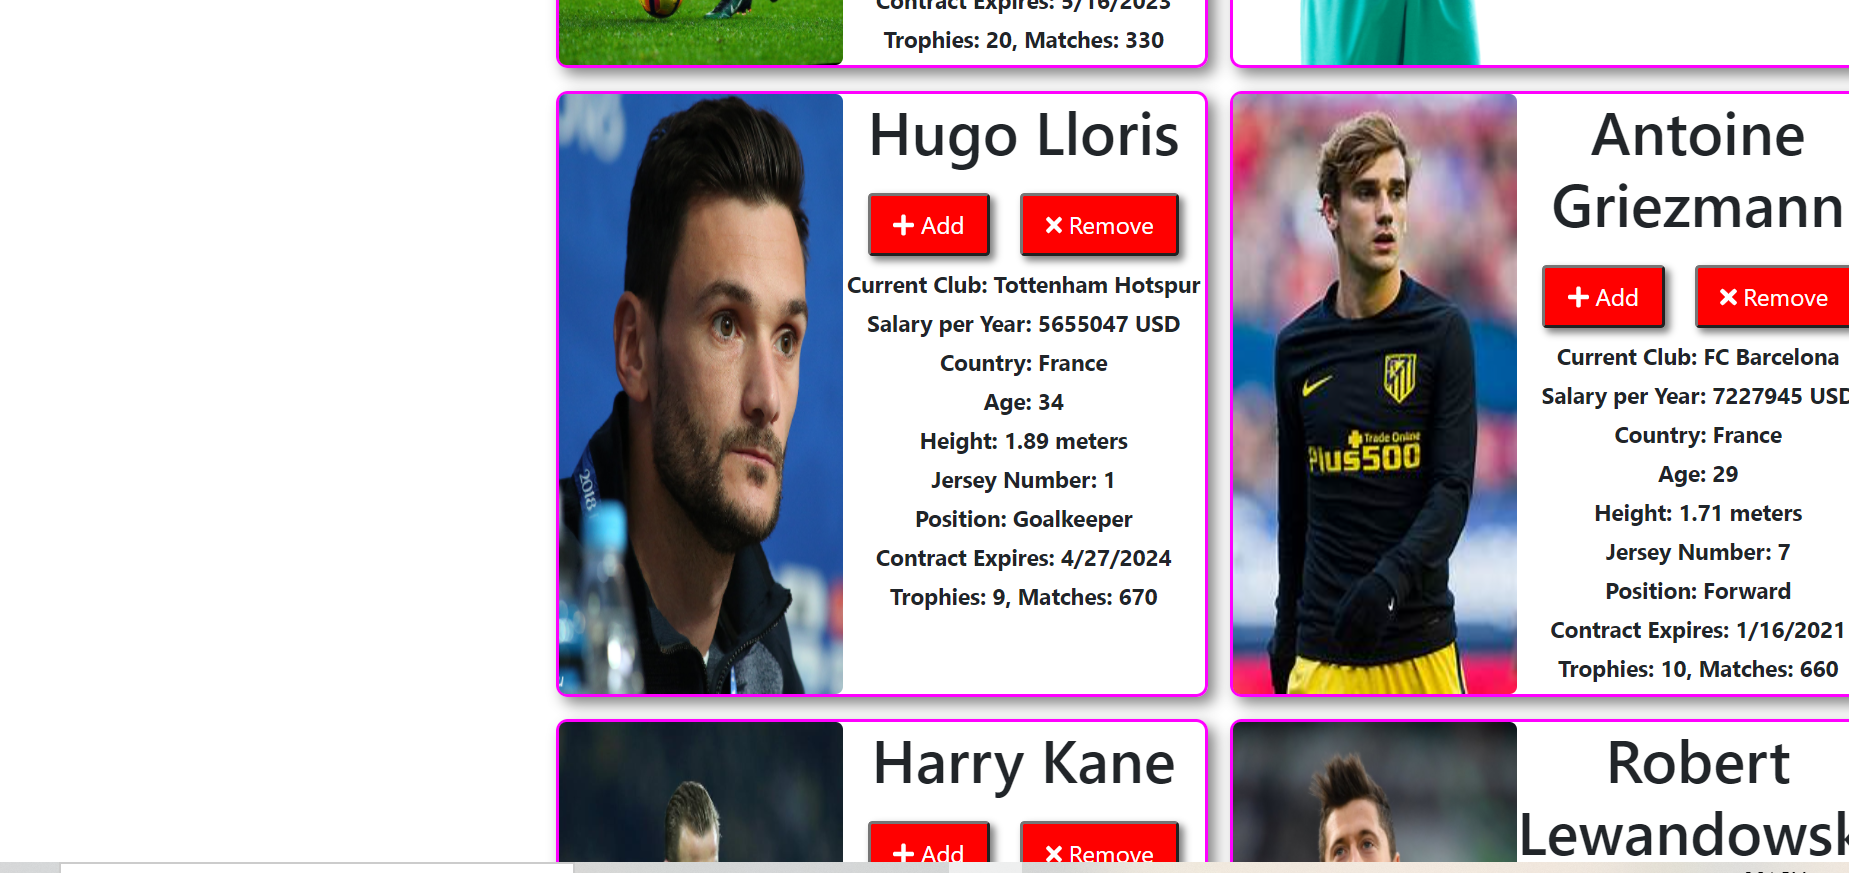 Contract Expires: 5/16/2023
Trophies: 20, Matches: 330
Hugo Lloris
Add
Remove
Current Club: Tottenham Hotspur
Salary per Year: 5655047 USD
Country: France
Age: 34
Height: 1.89 meters
Jersey Number: 1
Position: Goalkeeper
Contract Expires: 4/27/2024
Trophies: 9, Matches: 670
2018
Antoine
Griezmann
Add
Remove
Current Club: FC Barcelona
Salary per Year: 7227945 USD
Country: France
Age: 29
Height: 1.71 meters
Jersey Number: 7
Position: Forward
Contract Expires: 1/16/2021
Trophies: 10, Matches: 660
Trade Online
Plus500
Harry Kane
Add
Remove
Robert
Lewandowsk